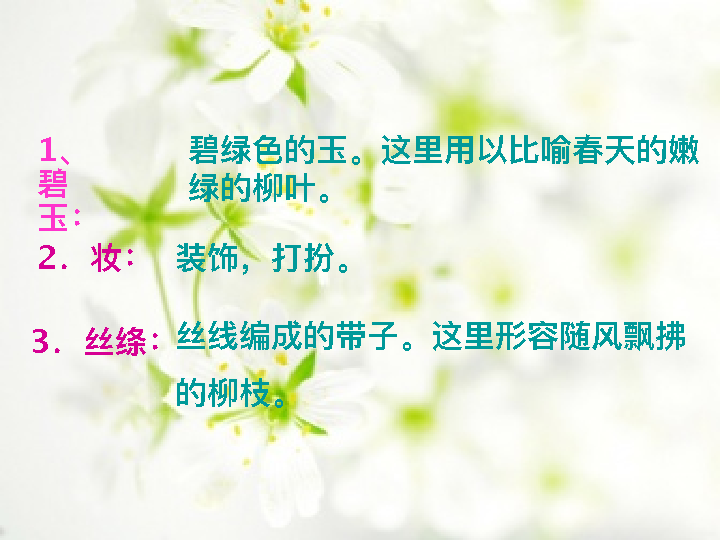 1、碧玉： 碧绿色的玉。这里用以比喻春天的嫩
绿的柳叶。
2．妆： 装饰，打扮。
3．丝绦：丝线编成的带子。这里形容随风飘拂
的柳枝。